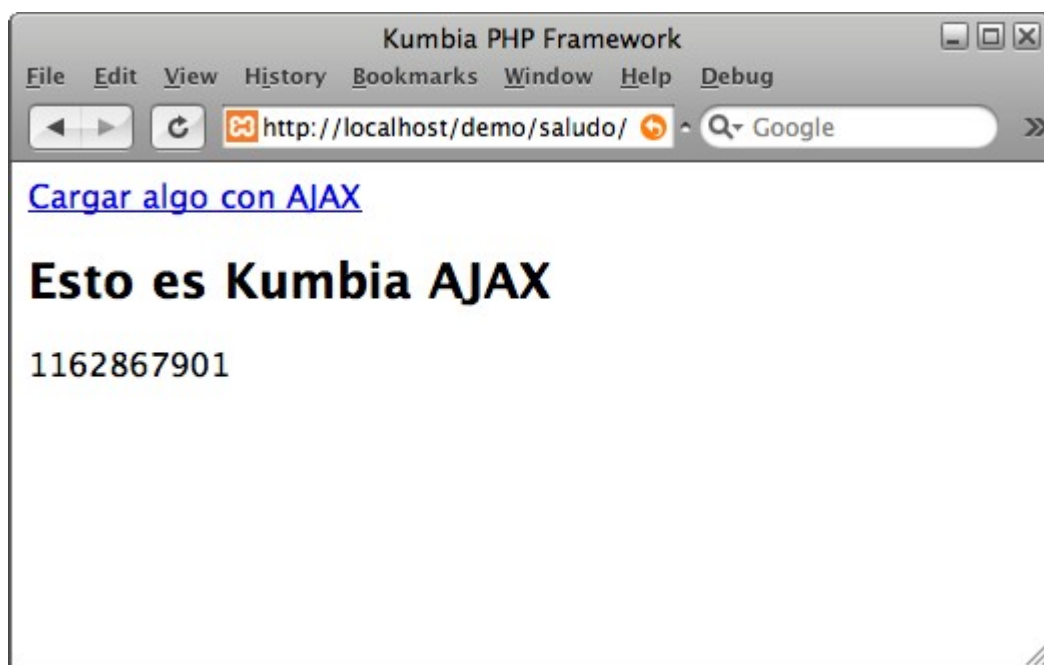 Kumbia PHP Framework
File Edit View History Bookmarks Window Help Debug
http://localhost/demo/saludo/ Google
Cargar algo con AJAX
Esto es Kumbia AJAX
1162867901